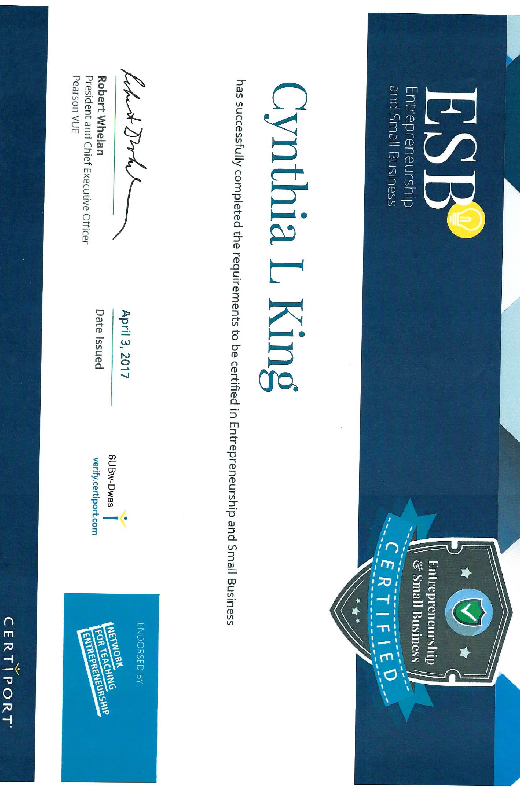 ESB
Entrepreneurship
and Small Business
Entrepreneurship
& Small Business
CERTIFIED
Cynthia L King
has successfully completed the requirements to be certified in Entrepreneurship and Small Business
Robert Whelan
President and Chief Executive Officer
Pearson VUE
April 3, 2017
Date Issued
verify.certiport.com
ENDORSED BY
NETWORK
FOR TEACHING
ENTREPRENEURSHIP
CERTIPORT